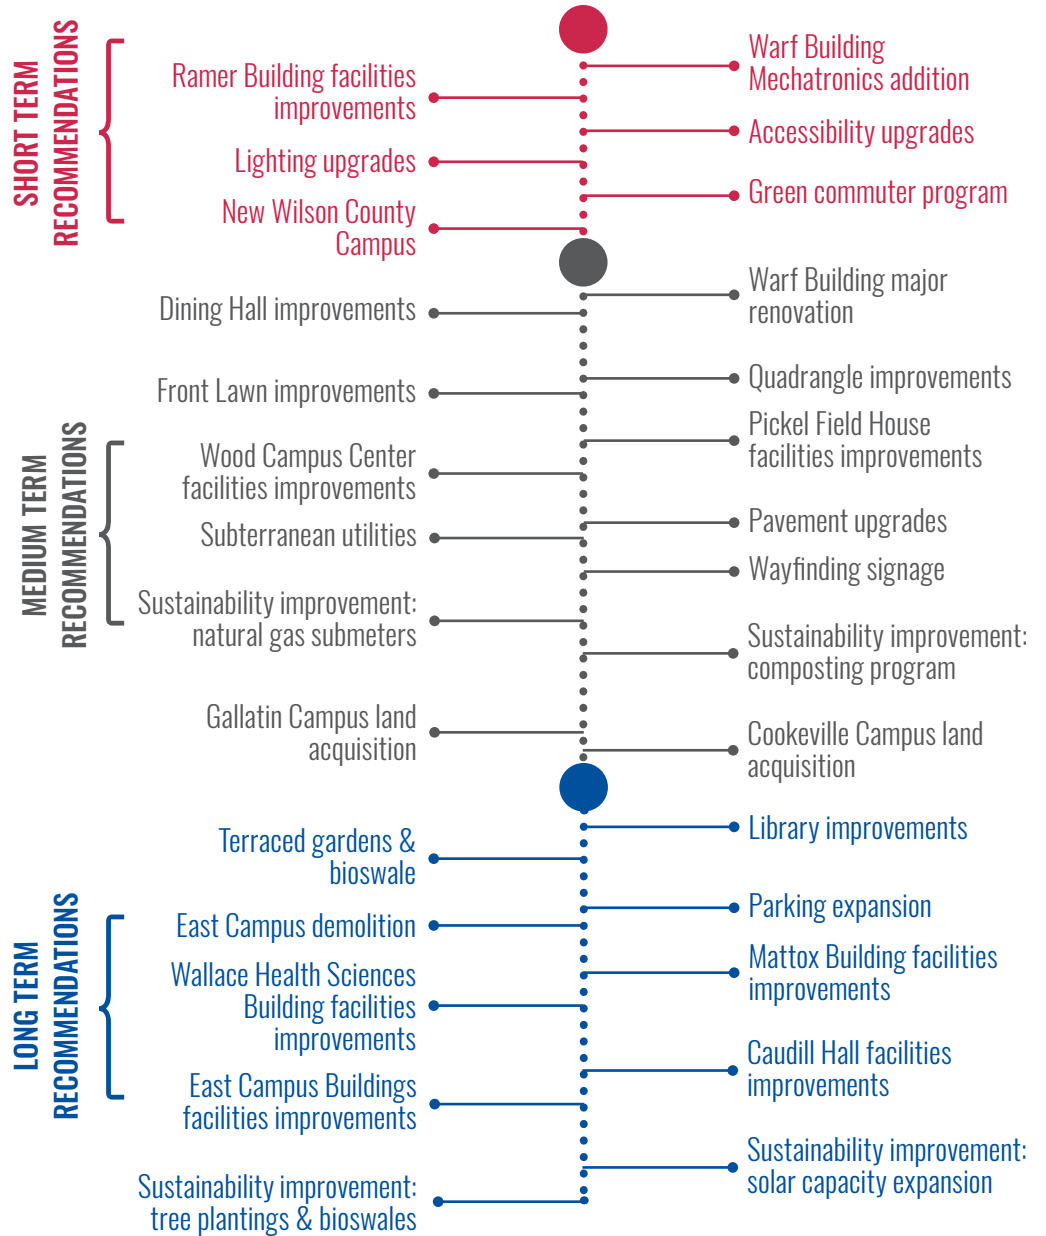 SHORT TERM
RECOMMENDATIONS
Warf Building
Mechatronics addition
Ramer Building facilities
improvements
Accessibility upgrades
Lighting upgrades
Green commuter program
New Wilson County
Campus
MEDIUM TERM
RECOMMENDATIONS
Warf Building major
renovation
Dining Hall improvements
Quadrangle improvements
Front Lawn improvements
Pickel Field House
facilities improvements
Wood Campus Center
facilities improvements
Pavement upgrades
Subterranean utilities
Wayfinding signage
Sustainability improvement:
natural gas submeters
Sustainability improvement:
composting program
Gallatin Campus land
acquisition
Cookeville Campus land
acquisition
LONG TERM
RECOMMENDATIONS
Library improvements
Terraced gardens &
bioswale
Parking expansion
East Campus demolition
Mattox Building facilities
improvements
Wallace Health Sciences
Building facilities
improvements
Caudill Hall facilities
improvements
East Campus Buildings
facilities improvements
Sustainability improvement:
solar capacity expansion
Sustainability improvement:
tree plantings & bioswales